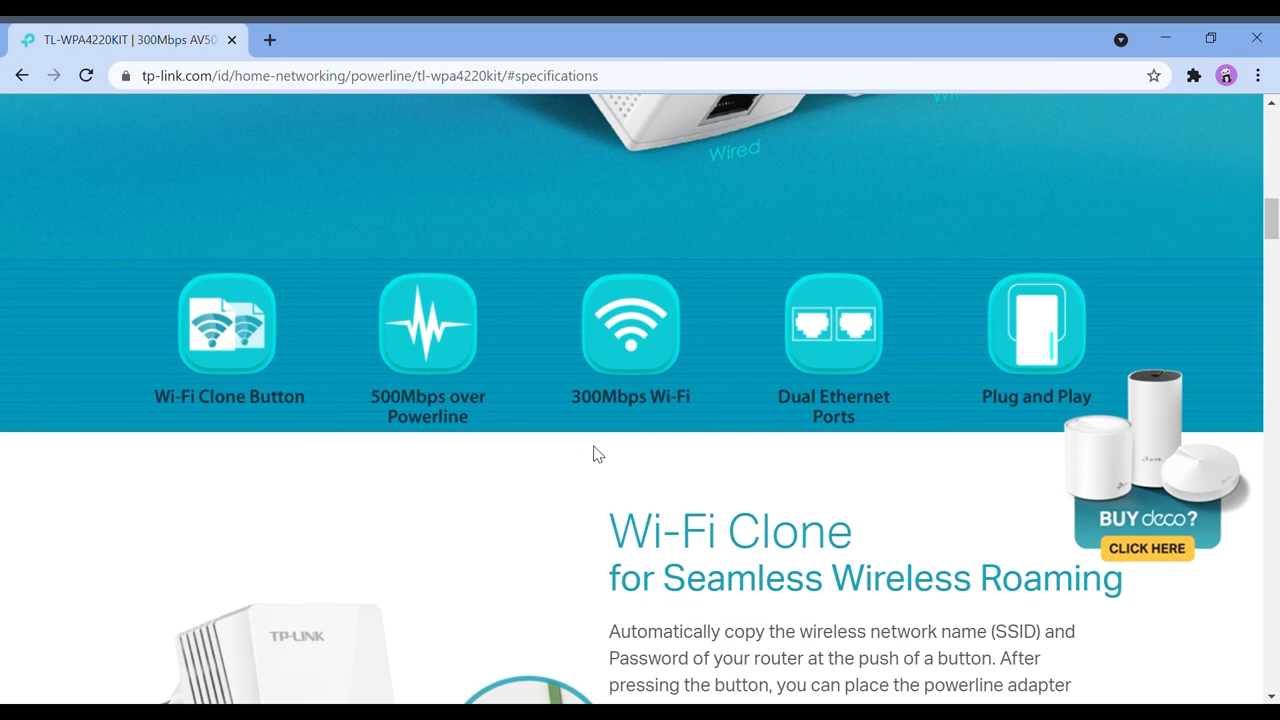 TL-WPA4220KIT | 300Mbps AV50
tp-link.com/id/home-networking/powerline/tl-wpa4220kit/#specifications
Wired
Wi-Fi Clone Button
500Mbps over
Powerline
300Mbps Wi-Fi
Dual Ethernet
Ports
Plug and Play
BUY deco?
CLICK HERE
Wi-Fi Clone
for Seamless Wireless Roaming
TP-LINK
Automatically copy the wireless network name (SSID) and
Password of your router at the push of a button. After
pressing the button, you can place the powerline adapter